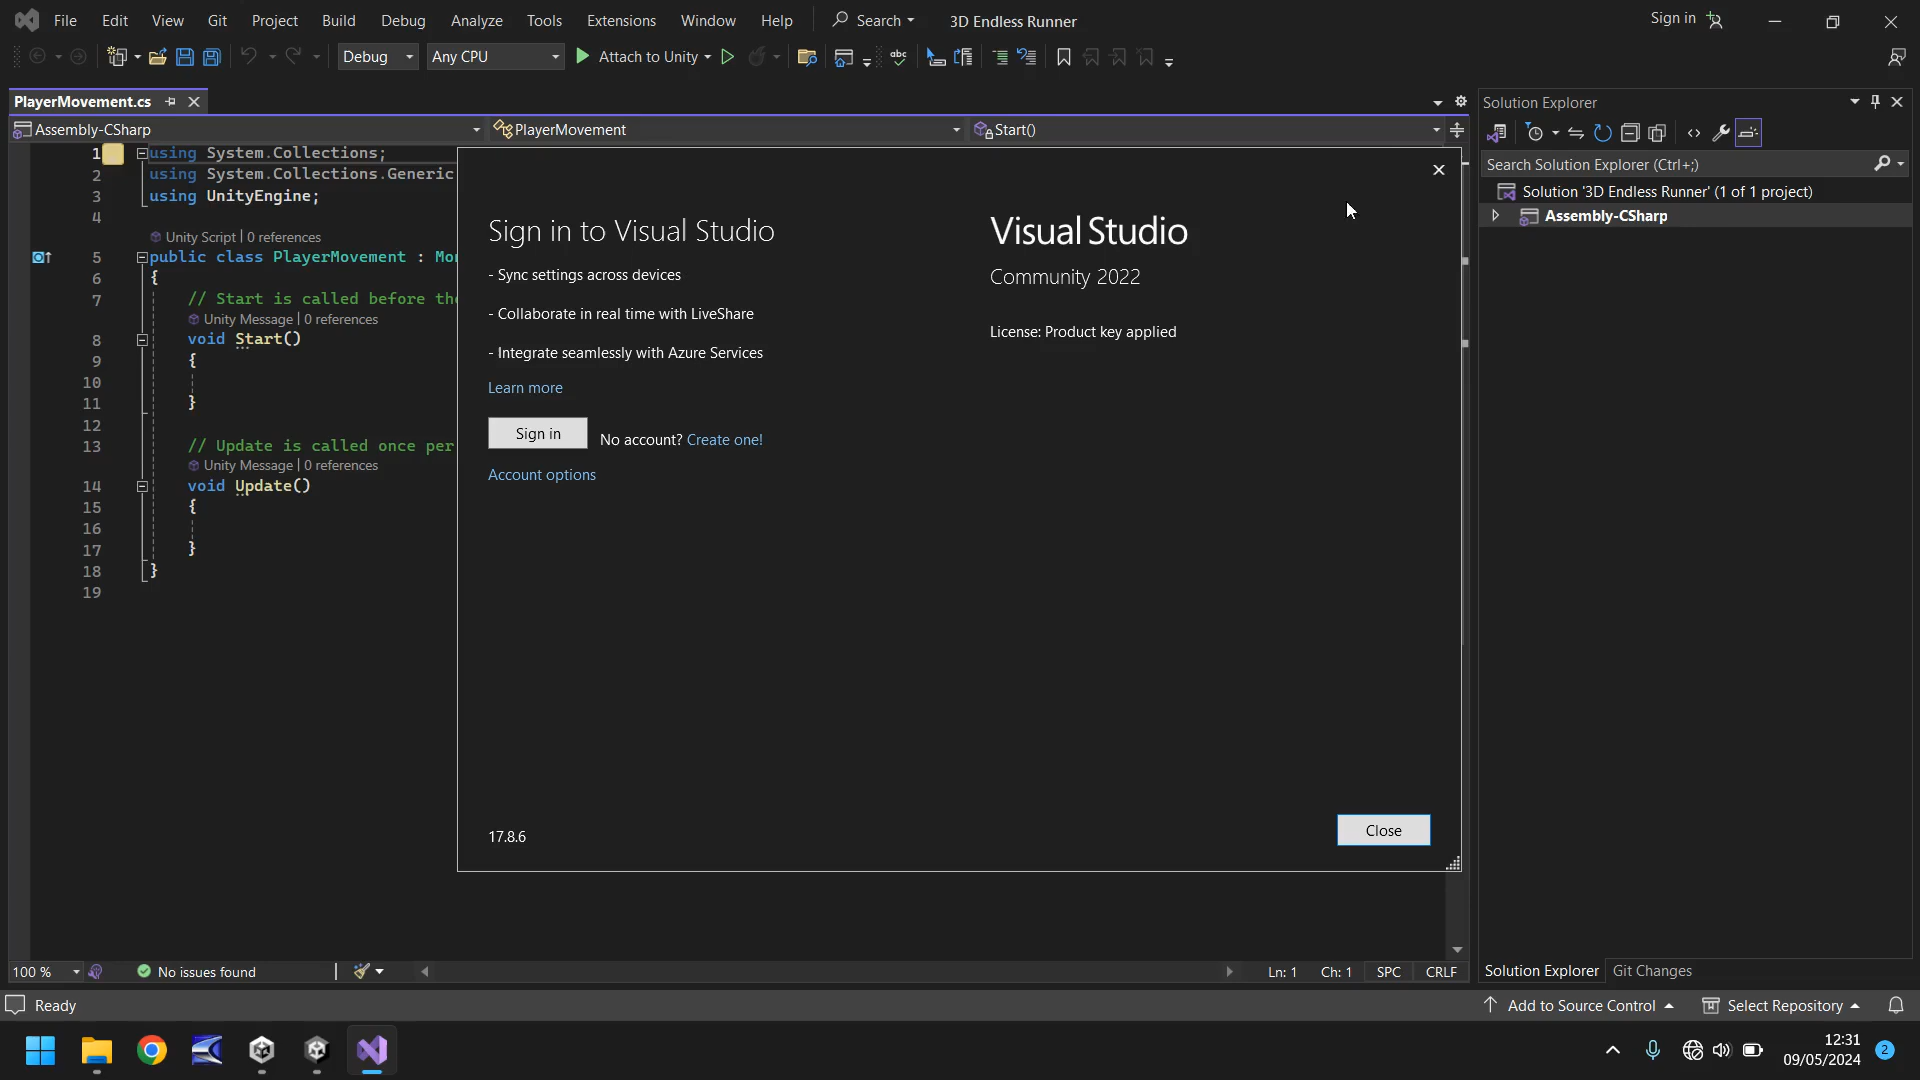 File Edit View Git Project Build Debug Analyze Tools Extensions Window Help Search 3D Endless Runner Sign in
Debug Any CPU Attach to Unity abc
PlayerMovement.cs
Assembly-CSharp PlayerMovement Start()
1 using System.Collections;
2 using System.Collections.Generic
3 using UnityEngine;
4
Unity Script | 0 references
5 public class PlayerMovement : Mo
6 {
7 // Start is called before th
Unity Message | 0 references
8 void Start()
9 {
10
11 }
12
13 // Update is called once per
Unity Message | 0 references
14 void Update()
15 {
16
17 }
18 }
19
Sign in to Visual Studio
- Sync settings across devices
- Collaborate in real time with LiveShare
- Integrate seamlessly with Azure Services
Learn more
Sign in No account? Create one!
Account options
17.8.6
Visual Studio
Community 2022
License: Product key applied
Close
Solution Explorer
Search Solution Explorer (Ctrl+;)
Solution '3D Endless Runner' (1 of 1 project)
Assembly-CSharp
100 % No issues found Ln: 1 Ch: 1 SPC CRLF
Solution Explorer Git Changes
Ready Add to Source Control Select Repository
12:31
09/05/2024 2